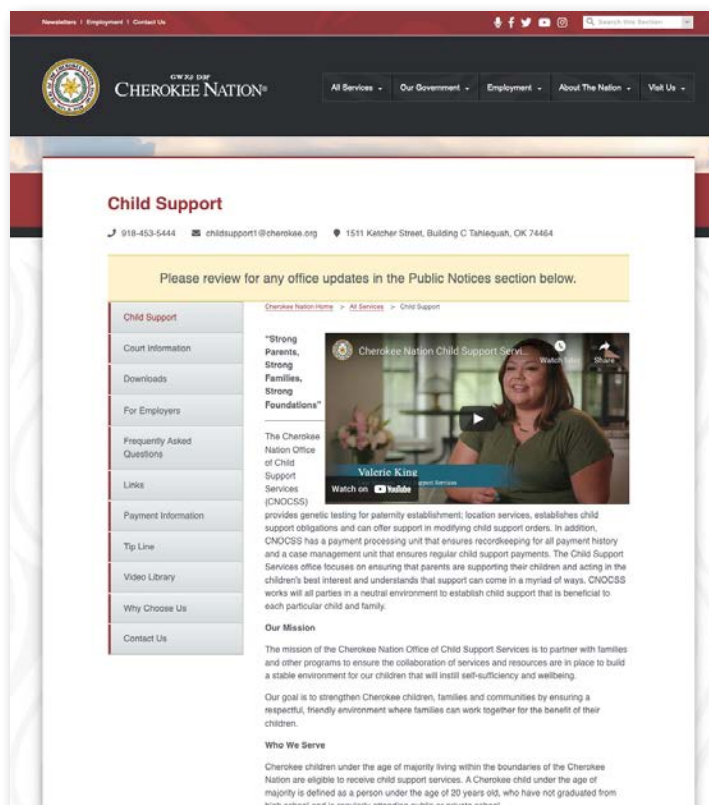 Newsletters | Employment | Contact Us
Search this Section
CHEROKEE NATION®
All Services
Our Government
Employment
About The Nation
Visit Us
Child Support
918-453-5444 childsupport1@cherokee.org 1511 Ketcher Street, Building C Tahlequah, OK 74464
Please review for any office updates in the Public Notices section below.
Child Support
Court Information
Downloads
For Employers
Frequently Asked
Questions
Links
Payment Information
Tip Line
Video Library
Why Choose Us
Contact Us
Cherokee Nation Home > All Services > Child Support
"Strong
Parents,
Strong
Families,
Strong
Foundations"
Cherokee Nation Child Support Servi...
Watch later
Share
Valerie King
Support Services
Watch on YouTube
The Cherokee
Nation Office
of Child
Support
Services
(CNOCSS)
provides genetic testing for paternity establishment; location services, establishes child
support obligations and can offer support in modifying child support orders. In addition,
CNOCSS has a payment processing unit that ensures recordkeeping for all payment history
and a case management unit that ensures regular child support payments. The Child Support
Services office focuses on ensuring that parents are supporting their children and acting in the
children's best interest and understands that support can come in a myriad of ways. CNOCSS
works will all parties in a neutral environment to establish child support that is beneficial to
each particular child and family.
Our Mission
The mission of the Cherokee Nation Office of Child Support Services is to partner with families
and other programs to ensure the collaboration of services and resources are in place to build
a stable environment for our children that will instill self-sufficiency and wellbeing.
Our goal is to strengthen Cherokee children, families and communities by ensuring a
respectful, friendly environment where families can work together for the benefit of their
children.
Who We Serve
Cherokee children under the age of majority living within the boundaries of the Cherokee
Nation are eligible to receive child support services. A Cherokee child under the age of
majority is defined as a person under the age of 20 years old, who have not graduated from
high school and is regularly attending public or private school.